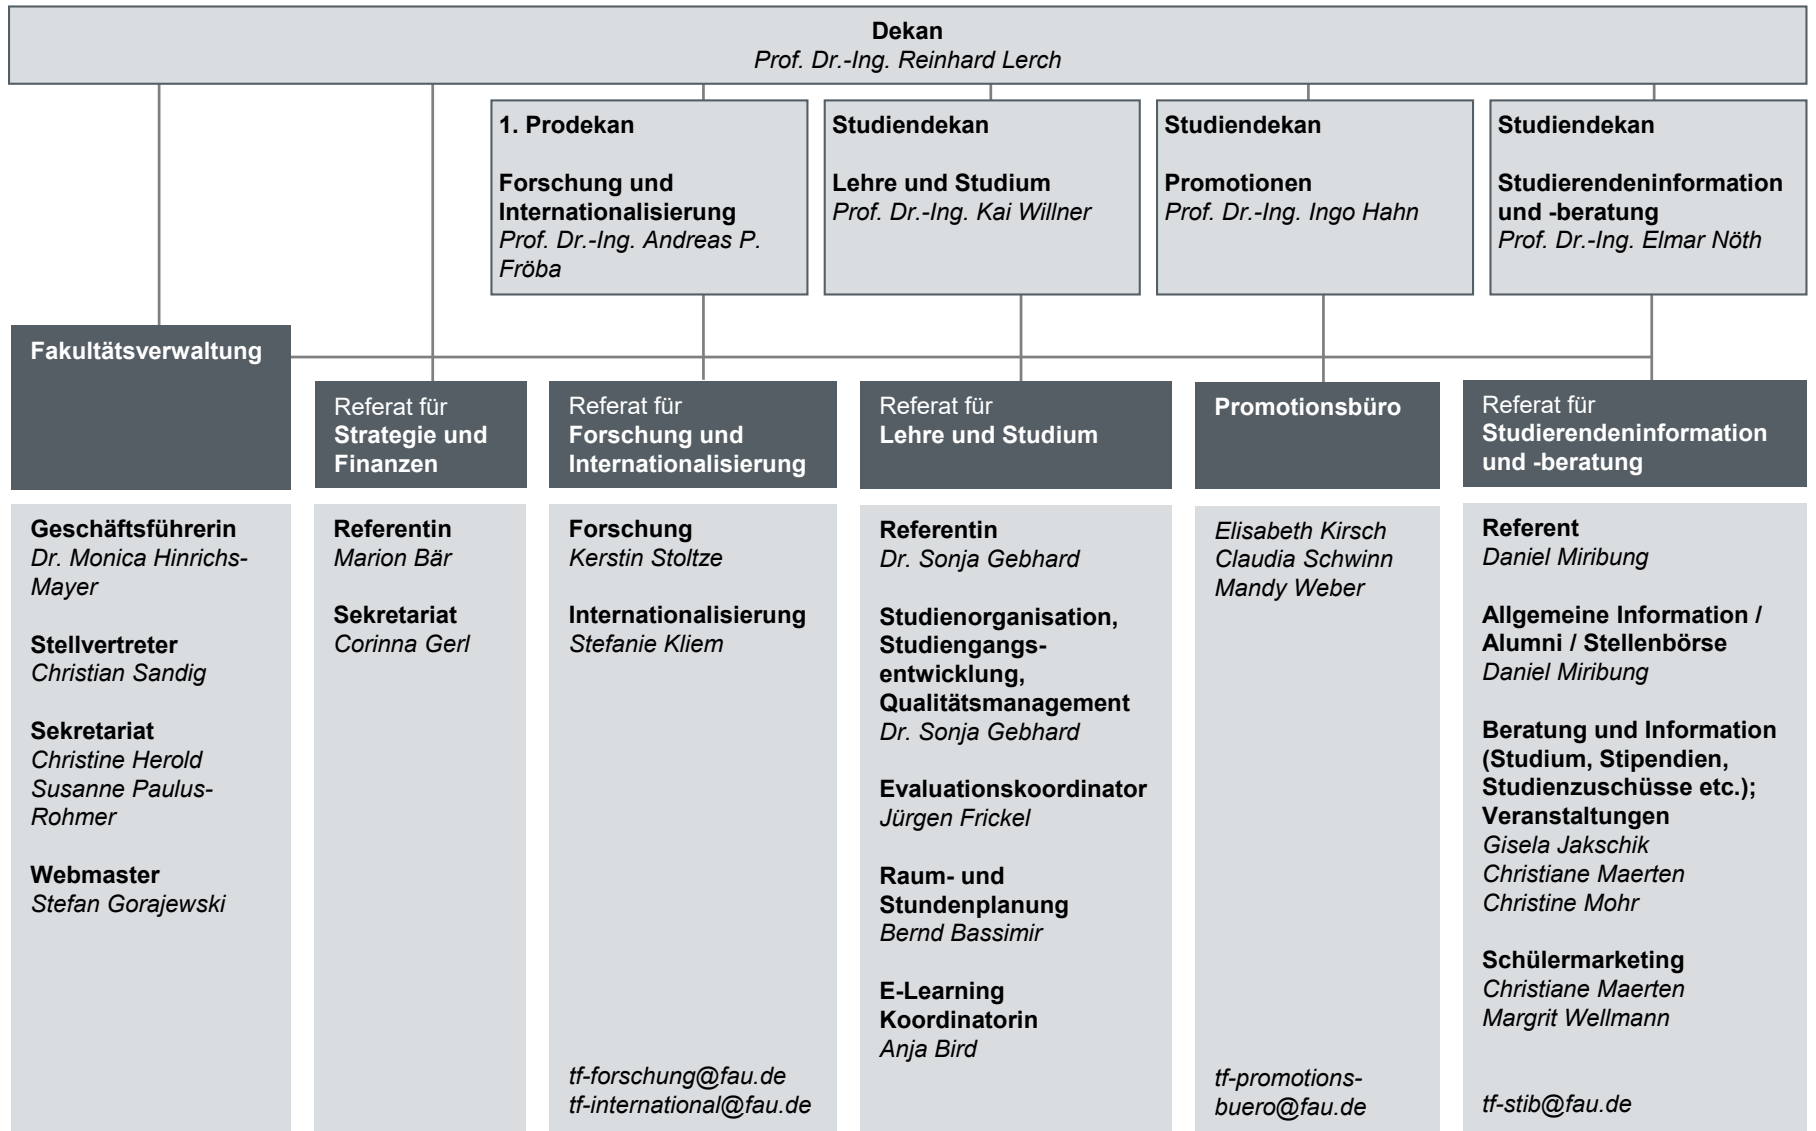 Dekan
Prof. Dr.-Ing. Reinhard Lerch
1. Prodekan
Forschung und
Internationalisierung
Prof. Dr.-Ing. Andreas P.
Fröba
Studiendekan
Lehre und Studium
Prof. Dr.-Ing. Kai Willner
Studiendekan
Promotionen
Prof. Dr.-Ing. Ingo Hahn
Studiendekan
Studierendeninformation
und -beratung
Prof. Dr.-Ing. Elmar Nöth
Fakultätsverwaltung
Geschäftsführerin
Dr. Monica Hinrichs-
Mayer
Stellvertreter
Christian Sandig
Sekretariat
Christine Herold
Susanne Paulus-
Rohmer
Webmaster
Stefan Gorajewski
Referat für
Strategie und
Finanzen
Referentin
Marion Bär
Sekretariat
Corinna Gerl
Referat für
Forschung und
Internationalisierung
Forschung
Kerstin Stoltze
Internationalisierung
Stefanie Kliem
tf-forschung@fau.de
tf-international@fau.de
Referat für
Lehre und Studium
Referentin
Dr. Sonja Gebhard
Studienorganisation,
Studiengangs-
entwicklung,
Qualitätsmanagement
Dr. Sonja Gebhard
Evaluationskoordinator
Jürgen Frickel
Raum- und
Stundenplanung
Bernd Bassimir
E-Learning
Koordinatorin
Anja Bird
Promotionsbüro
Elisabeth Kirsch
Claudia Schwinn
Mandy Weber
tf-promotions-
buero@fau.de
Referat für
Studierendeninformation
und -beratung
Referent
Daniel Miribung
Allgemeine Information /
Alumni / Stellenbörse
Daniel Miribung
Beratung und Information
(Studium, Stipendien,
Studienzuschüsse etc.);
Veranstaltungen
Gisela Jakschik
Christiane Maerten
Christine Mohr
Schülermarketing
Christiane Maerten
Margrit Wellmann
tf-stib@fau.de